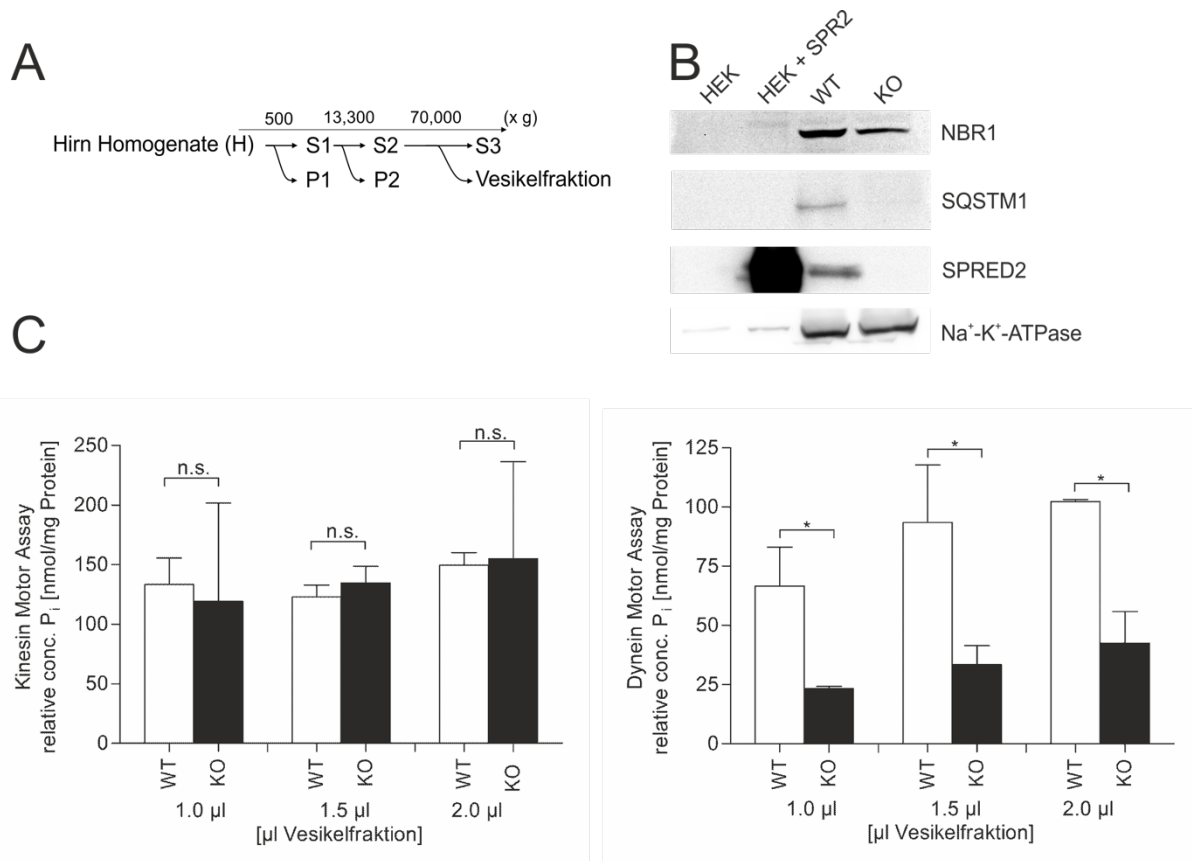 A
500 13,300 70,000 (x g)
Hirn Homogenate (H) S1 S2 S3
P1 P2 Vesikelfraktion
B
HEK HEK + SPR2 WT KO
NBR1
SQSTM1
SPRED2
Na⁺-K⁺-ATPase
C
Kinesin Motor Assay
relative conc. Pᵢ [nmol/mg Protein]
250
200
150
100
50
0
n.s. n.s. n.s.
WT KO WT KO WT KO
1.0 µl 1.5 µl 2.0 µl
[µl Vesikelfraktion]
Dynein Motor Assay
relative conc. Pᵢ [nmol/mg Protein]
125
100
75
50
25
0
* * *
WT KO WT KO WT KO
1.0 µl 1.5 µl 2.0 µl
[µl Vesikelfraktion]